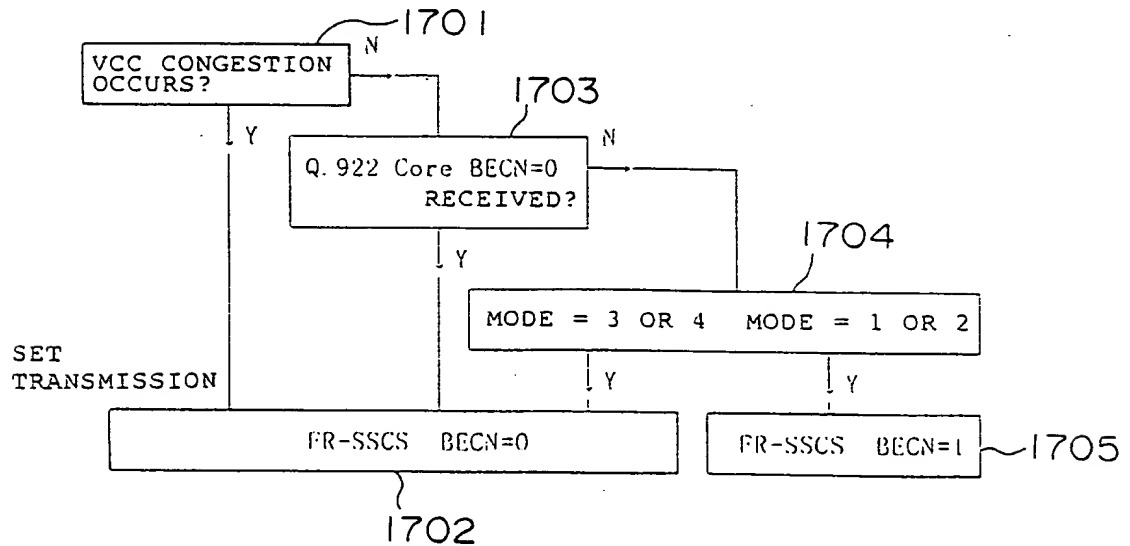 1701
VCC CONGESTION
OCCURS?
N
Y
1703
Q.922 Core BECN=0
RECEIVED?
N
Y
1704
MODE = 3 OR 4 MODE = 1 OR 2
SET
TRANSMISSION
Y
Y
FR-SSCS BECN=0
FR-SSCS BECN=1
1705
1702